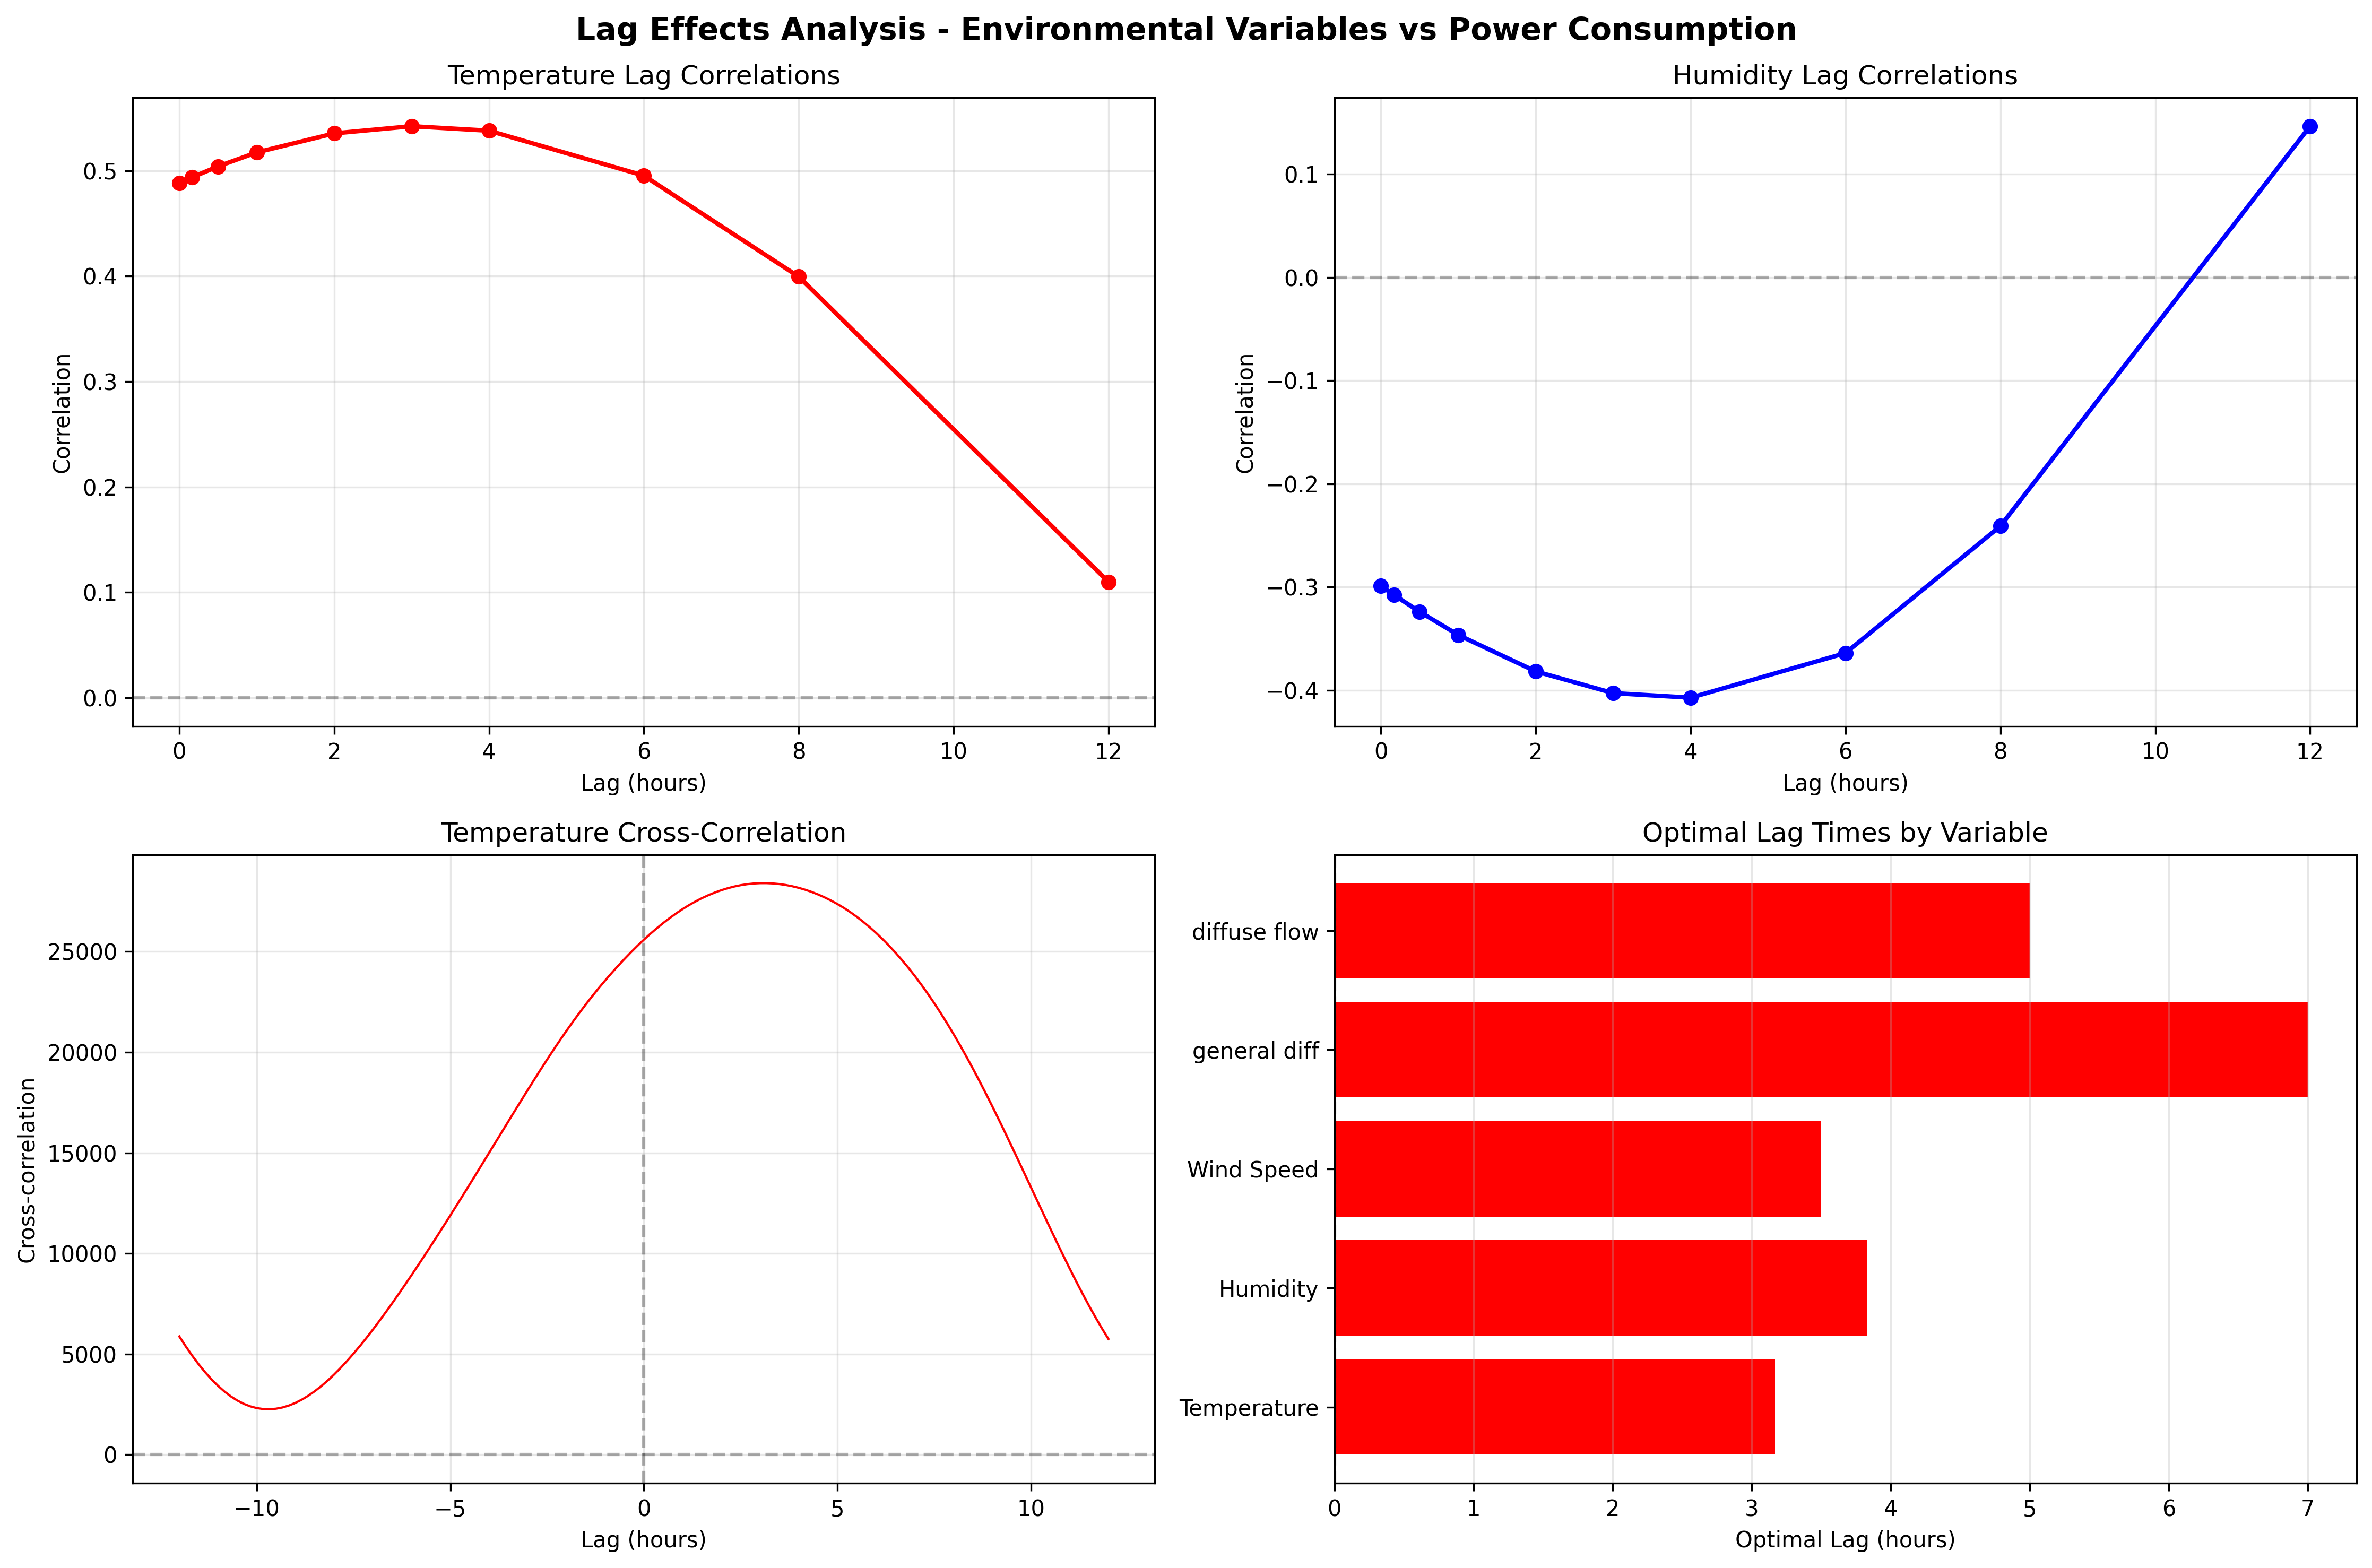 Lag Effects Analysis - Environmental Variables vs Power Consumption
Temperature Lag Correlations
Correlation
0.5
0.4
0.3
0.2
0.1
0.0
0 2 4 6 8 10 12
Lag (hours)
Humidity Lag Correlations
Correlation
0.1
0.0
−0.1
−0.2
−0.3
−0.4
0 2 4 6 8 10 12
Lag (hours)
Temperature Cross-Correlation
Cross-correlation
25000
20000
15000
10000
5000
0
−10 −5 0 5 10
Lag (hours)
Optimal Lag Times by Variable
diffuse flow
general diff
Wind Speed
Humidity
Temperature
0 1 2 3 4 5 6 7
Optimal Lag (hours)